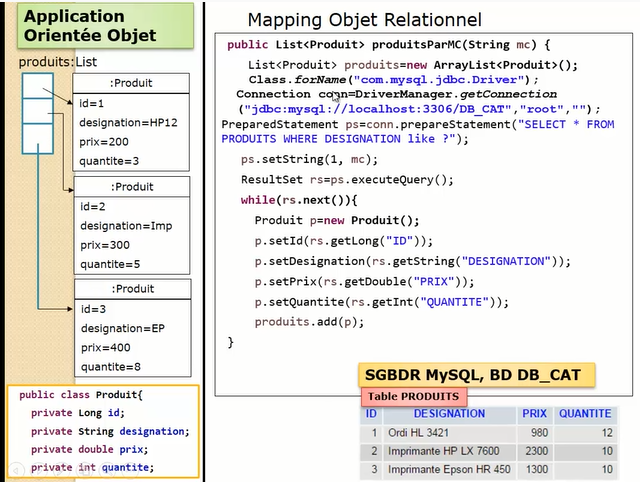 Application
Orientée Objet
produits:List
:Produit
id=1
designation=HP12
prix=200
quantite=3
:Produit
id=2
designation=Imp
prix=300
quantite=5
:Produit
id=3
designation=EP
prix=400
quantite=8
public class Produit{
private Long id;
private String designation;
private double prix;
private int quantite;
Mapping Objet Relationnel
public List<Produit> produitsParMC(String mc) {
List<Produit> produits=new ArrayList<Produit>();
Class.forName("com.mysql.jdbc.Driver");
Connection conn=DriverManager.getConnection
("jdbc:mysql://localhost:3306/DB_CAT","root","");
PreparedStatement ps=conn.prepareStatement("SELECT * FROM
PRODUITS WHERE DESIGNATION like ?");
ps.setString(1, mc);
ResultSet rs=ps.executeQuery();
while(rs.next()){
Produit p=new Produit();
p.setId(rs.getLong("ID"));
p.setDesignation(rs.getString("DESIGNATION"));
p.setPrix(rs.getDouble("PRIX"));
p.setQuantite(rs.getInt("QUANTITE"));
produits.add(p);
}
SGBDR MySQL, BD DB_CAT
Table PRODUITS
ID DESIGNATION PRIX QUANTITE
1 Ordi HL 3421 980 12
2 Imprimante HP LX 7600 2300 10
3 Imprimante Epson HR 450 1300 10